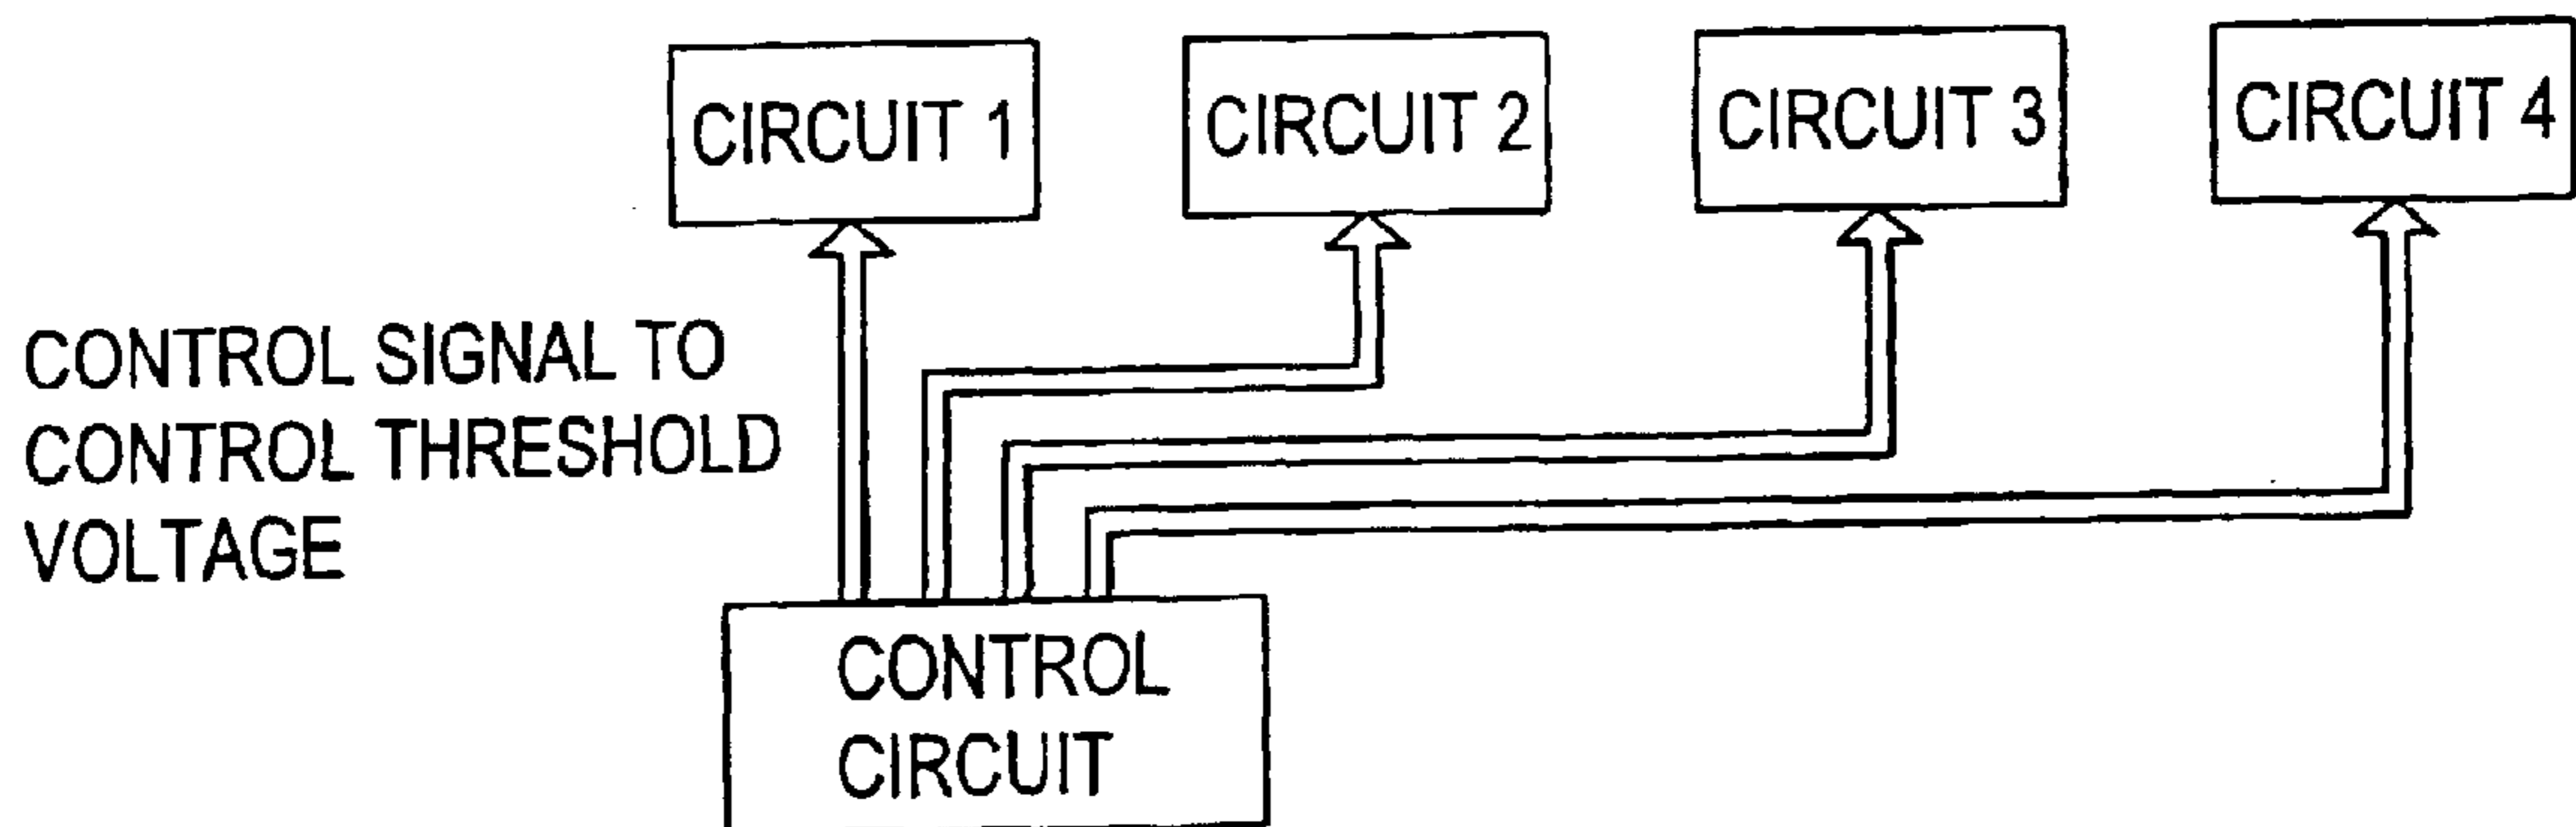 CIRCUIT 1
CIRCUIT 2
CIRCUIT 3
CIRCUIT 4
CONTROL SIGNAL TO
CONTROL THRESHOLD
VOLTAGE
CONTROL
CIRCUIT